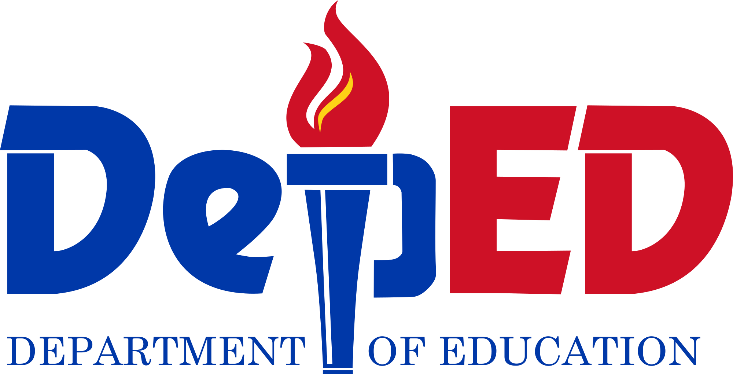 DepED
DEPARTMENT OF EDUCATION